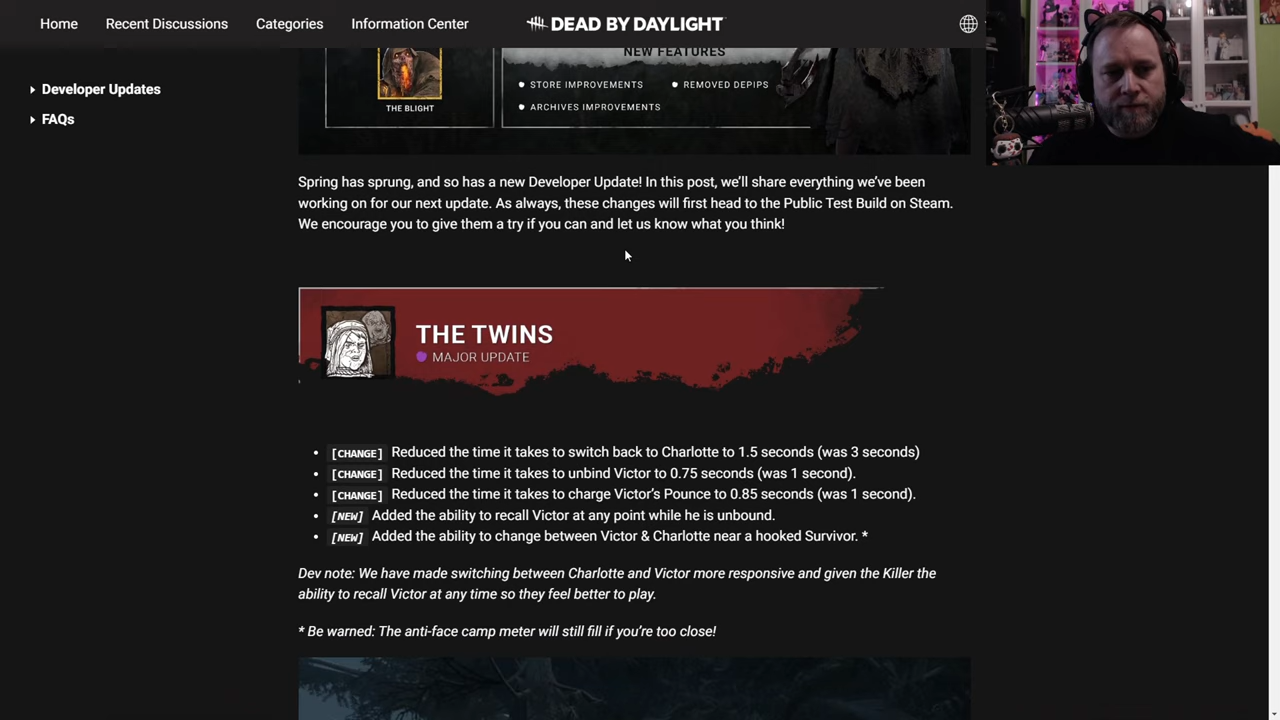 Home Recent Discussions Categories Information Center DEAD BY DAYLIGHT
Developer Updates
FAQs
THE BLIGHT
NEW FEATURES
STORE IMPROVEMENTS REMOVED DEPIPS
ARCHIVES IMPROVEMENTS
Spring has sprung, and so has a new Developer Update! In this post, we'll share everything we've been
working on for our next update. As always, these changes will first head to the Public Test Build on Steam.
We encourage you to give them a try if you can and let us know what you think!
THE TWINS
MAJOR UPDATE
[CHANGE] Reduced the time it takes to switch back to Charlotte to 1.5 seconds (was 3 seconds)
[CHANGE] Reduced the time it takes to unbind Victor to 0.75 seconds (was 1 second).
[CHANGE] Reduced the time it takes to charge Victor's Pounce to 0.85 seconds (was 1 second).
[NEW] Added the ability to recall Victor at any point while he is unbound.
[NEW] Added the ability to change between Victor & Charlotte near a hooked Survivor. *
Dev note: We have made switching between Charlotte and Victor more responsive and given the Killer the
ability to recall Victor at any time so they feel better to play.
* Be warned: The anti-face camp meter will still fill if you're too close!